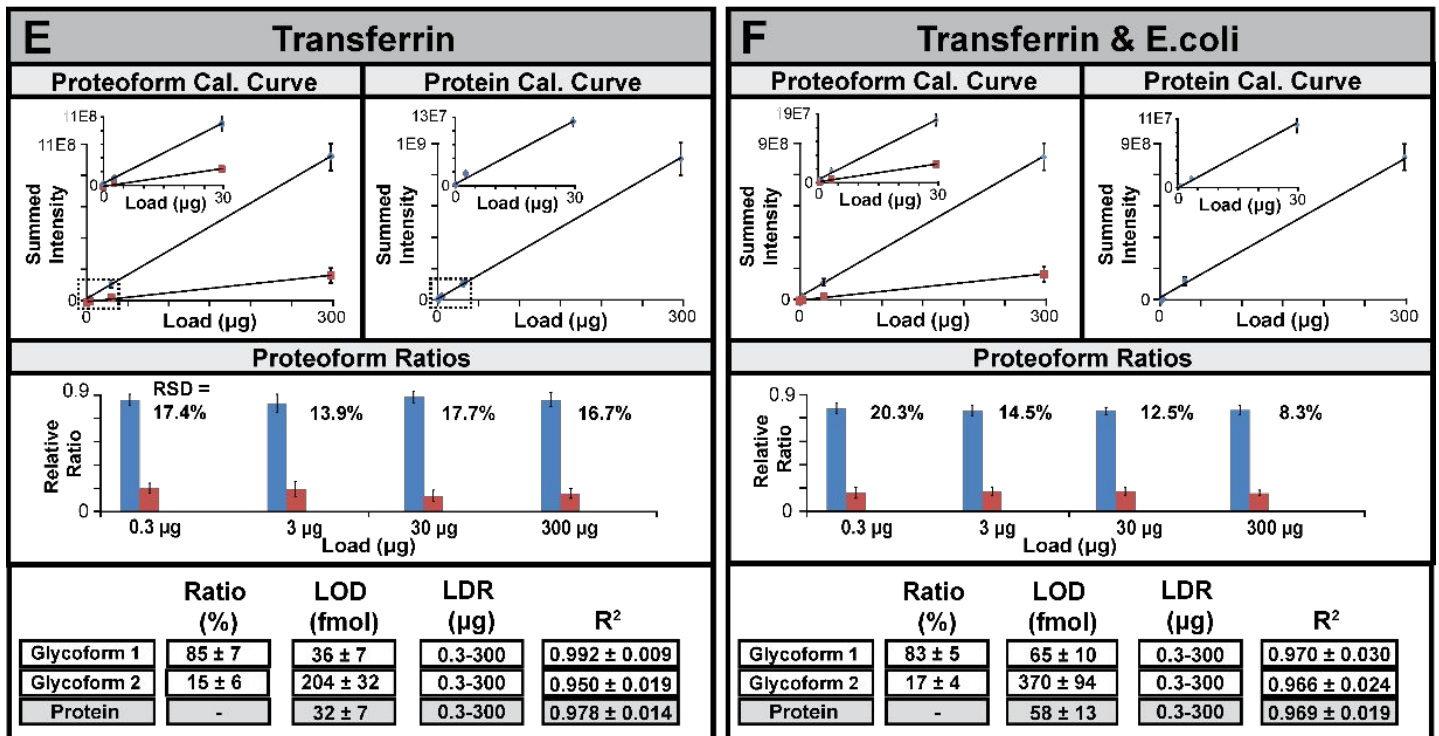 E Transferrin
Proteoform Cal. Curve Protein Cal. Curve
11E8
11E8
Summed Intensity
0
0 Load (µg) 30
0
0 Load (µg) 300
13E7
1E9
Summed Intensity
0
0 Load (µg) 30
0
0 Load (µg) 300
Proteoform Ratios
0.9
Relative Ratio
0
RSD =
17.4% 13.9% 17.7% 16.7%
0.3 µg 3 µg 30 µg 300 µg
Load (µg)
Ratio (%) LOD (fmol) LDR (µg) R²
Glycoform 1 85 ± 7 36 ± 7 0.3-300 0.992 ± 0.009
Glycoform 2 15 ± 6 204 ± 32 0.3-300 0.950 ± 0.019
Protein - 32 ± 7 0.3-300 0.978 ± 0.014
F Transferrin & E.coli
Proteoform Cal. Curve Protein Cal. Curve
19E7
9E8
Summed Intensity
0
0 Load (µg) 30
0
0 Load (µg) 300
11E7
9E8
Summed Intensity
0
0 Load (µg) 30
0
0 Load (µg) 300
Proteoform Ratios
0.9
Relative Ratio
0
20.3% 14.5% 12.5% 8.3%
0.3 µg 3 µg 30 µg 300 µg
Load (µg)
Ratio (%) LOD (fmol) LDR (µg) R²
Glycoform 1 83 ± 5 65 ± 10 0.3-300 0.970 ± 0.030
Glycoform 2 17 ± 4 370 ± 94 0.3-300 0.966 ± 0.024
Protein - 58 ± 13 0.3-300 0.969 ± 0.019